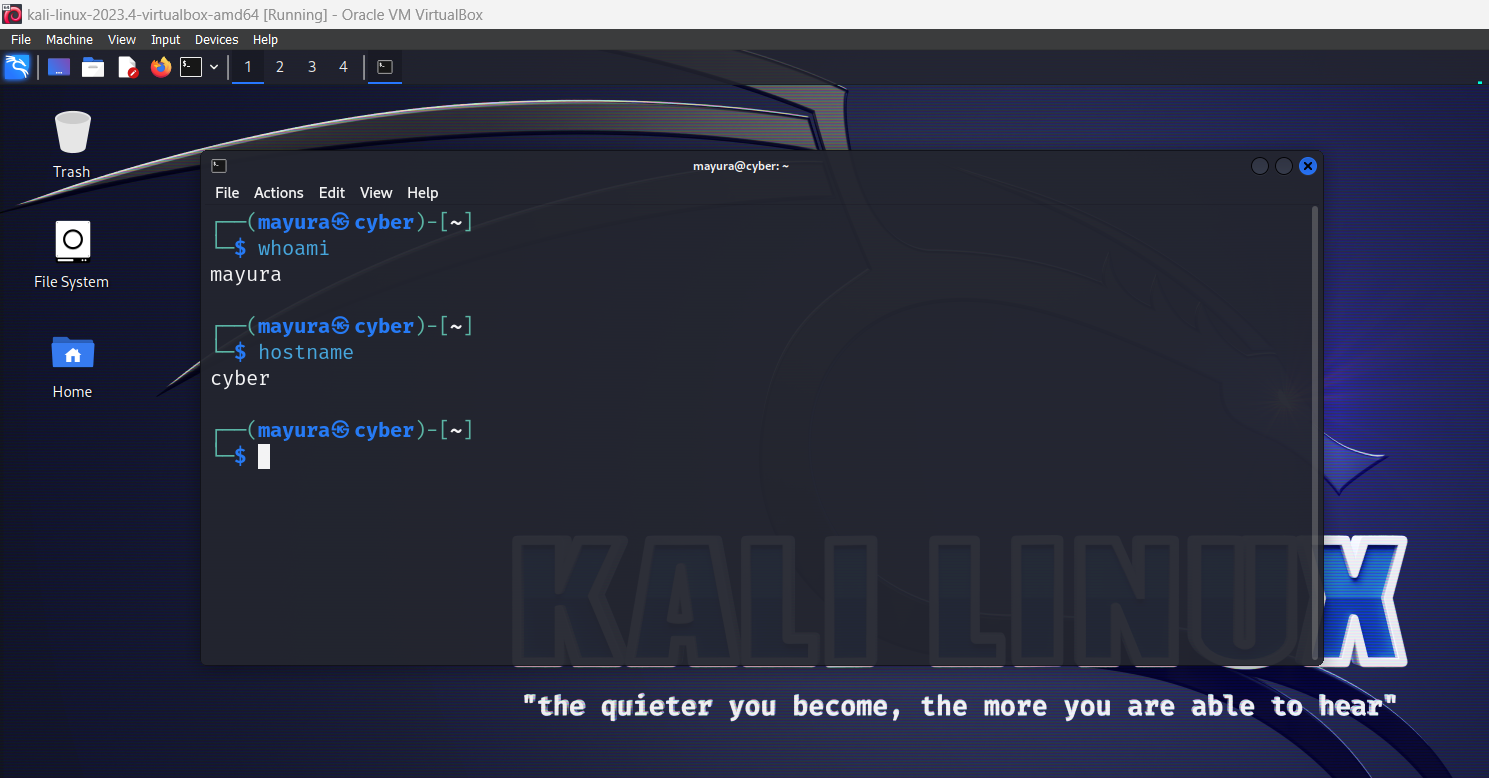 kali-linux-2023.4-virtualbox-amd64 [Running] - Oracle VM VirtualBox
File Machine View Input Devices Help
1 2 3 4
Trash
File System
Home
mayura@cyber: ~
File Actions Edit View Help
┌──(mayura㉿cyber)-[~]
└─$ whoami
mayura
┌──(mayura㉿cyber)-[~]
└─$ hostname
cyber
┌──(mayura㉿cyber)-[~]
└─$
KALI LINUX
"the quieter you become, the more you are able to hear"